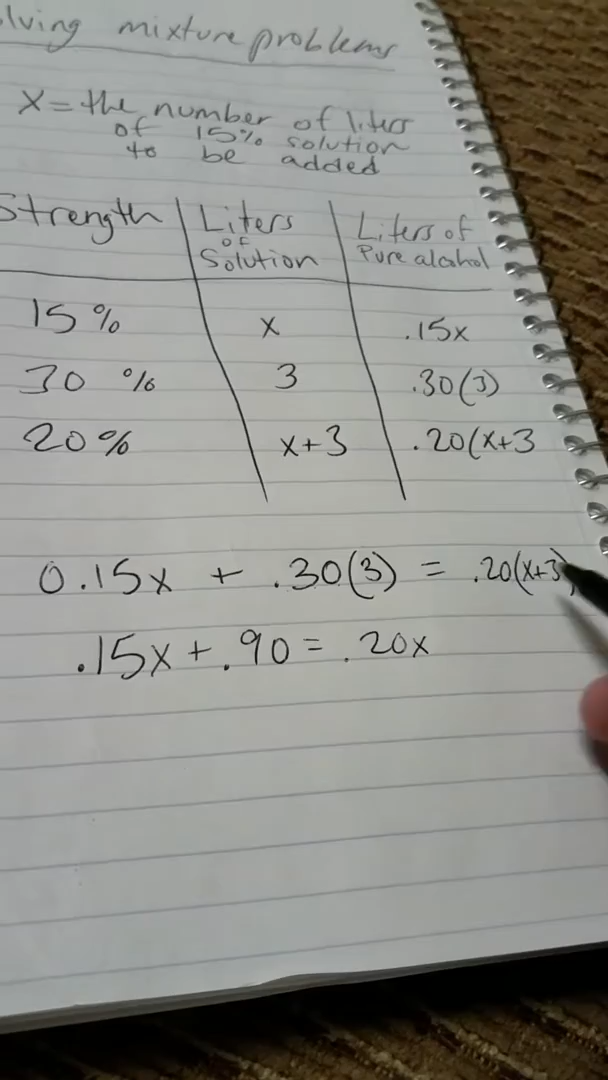 lving mixture problems
X = the number of liters
of 15% solution
to be added
Strength | Liters of Solution | Liters of Pure alcahol
15% | x | .15x
30 % | 3 | .30(3)
20% | x+3 | .20(x+3
0.15x + .30(3) = .20(x+3)
.15x + .90 = .20x